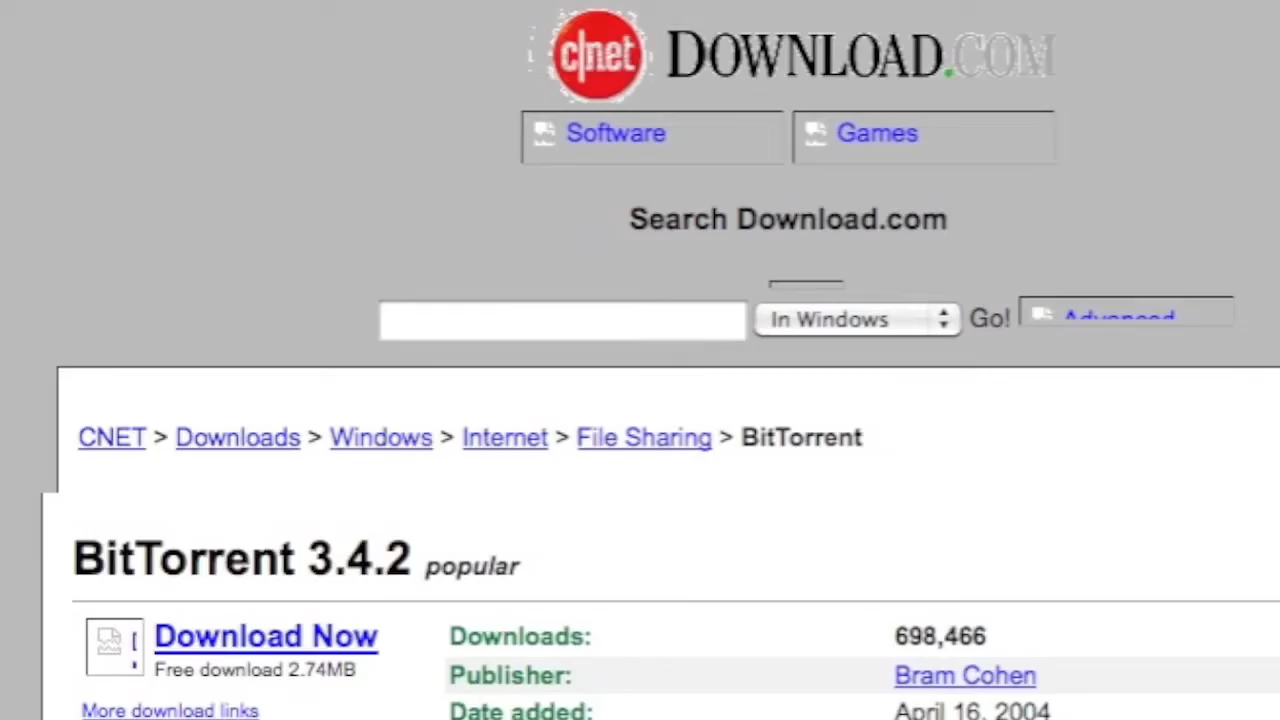 c|net DOWNLOAD.COM
Software Games
Search Download.com
In Windows Go! Advanced
CNET > Downloads > Windows > Internet > File Sharing > BitTorrent
BitTorrent 3.4.2 popular
Download Now Downloads: 698,466
Free download 2.74MB Publisher: Bram Cohen
More download links Date added: April 16, 2004